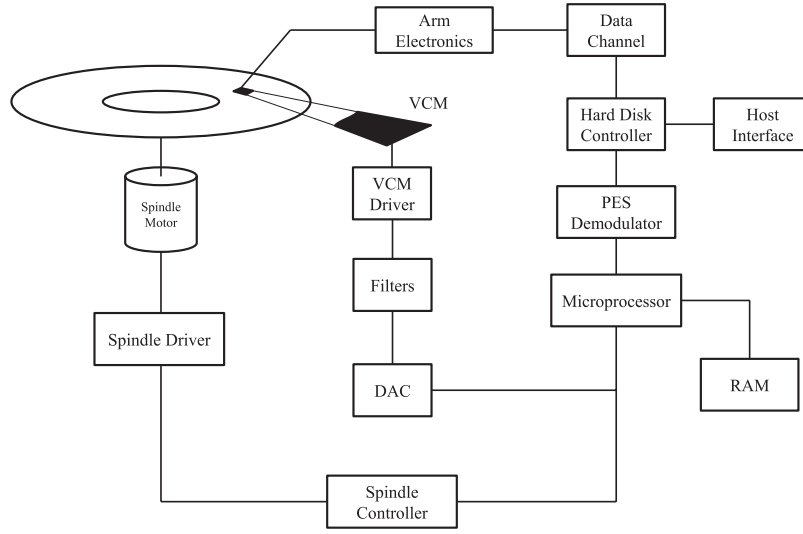 Arm
Electronics
Data
Channel
VCM
Hard Disk
Controller
Host
Interface
VCM
Driver
PES
Demodulator
Spindle
Motor
Filters
Microprocessor
Spindle Driver
DAC
RAM
Spindle
Controller